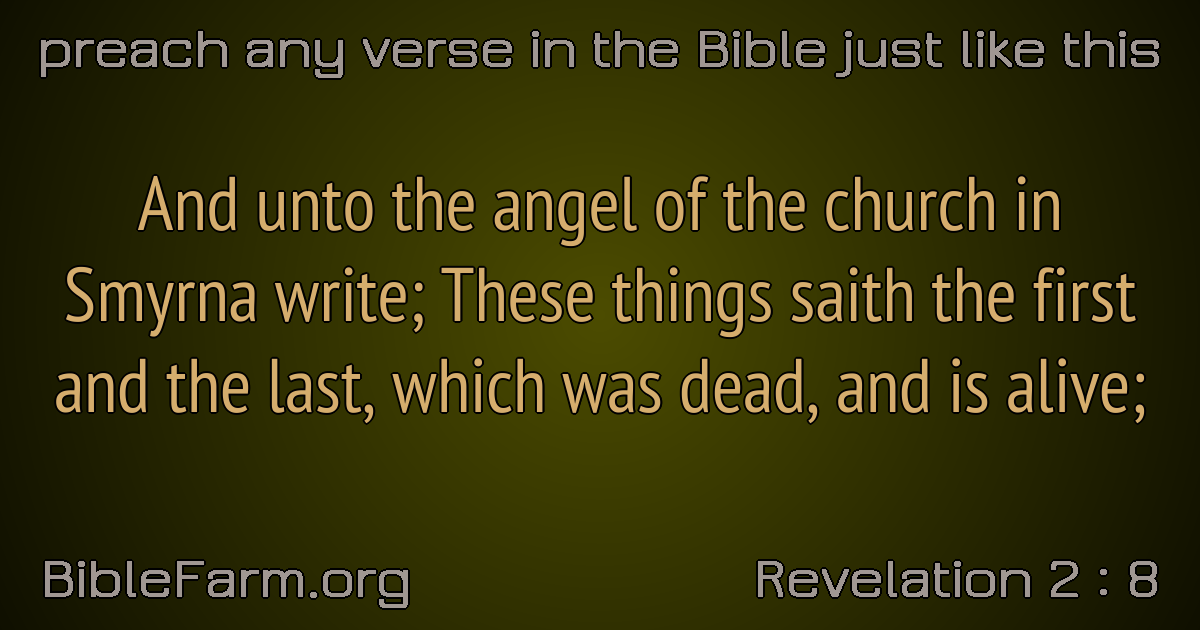 preach any verse in the Bible just like this
And unto the angel of the church in
Smyrna write; These things saith the first
and the last, which was dead, and is alive;
BibleFarm.org
Revelation 2 : 8